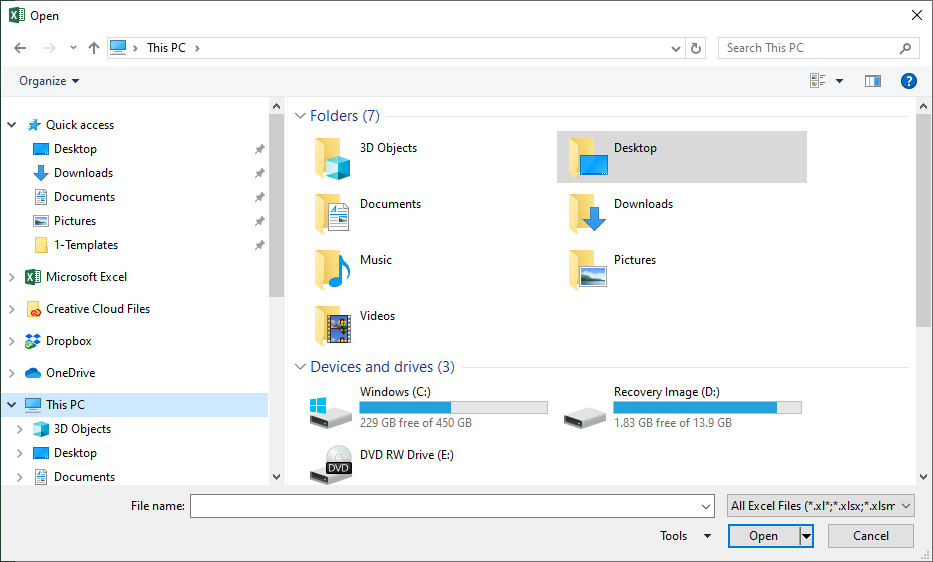 Open
This PC
Search This PC
Organize
Quick access
Desktop
Downloads
Documents
Pictures
1-Templates
Microsoft Excel
Creative Cloud Files
Dropbox
OneDrive
This PC
3D Objects
Desktop
Documents
Folders (7)
3D Objects
Desktop
Documents
Downloads
Music
Pictures
Videos
Devices and drives (3)
Windows (C:)
229 GB free of 450 GB
Recovery Image (D:)
1.83 GB free of 13.9 GB
DVD RW Drive (E:)
DVD
File name:
All Excel Files (*.xl*;*.xlsx;*.xlsm
Tools
Open
Cancel